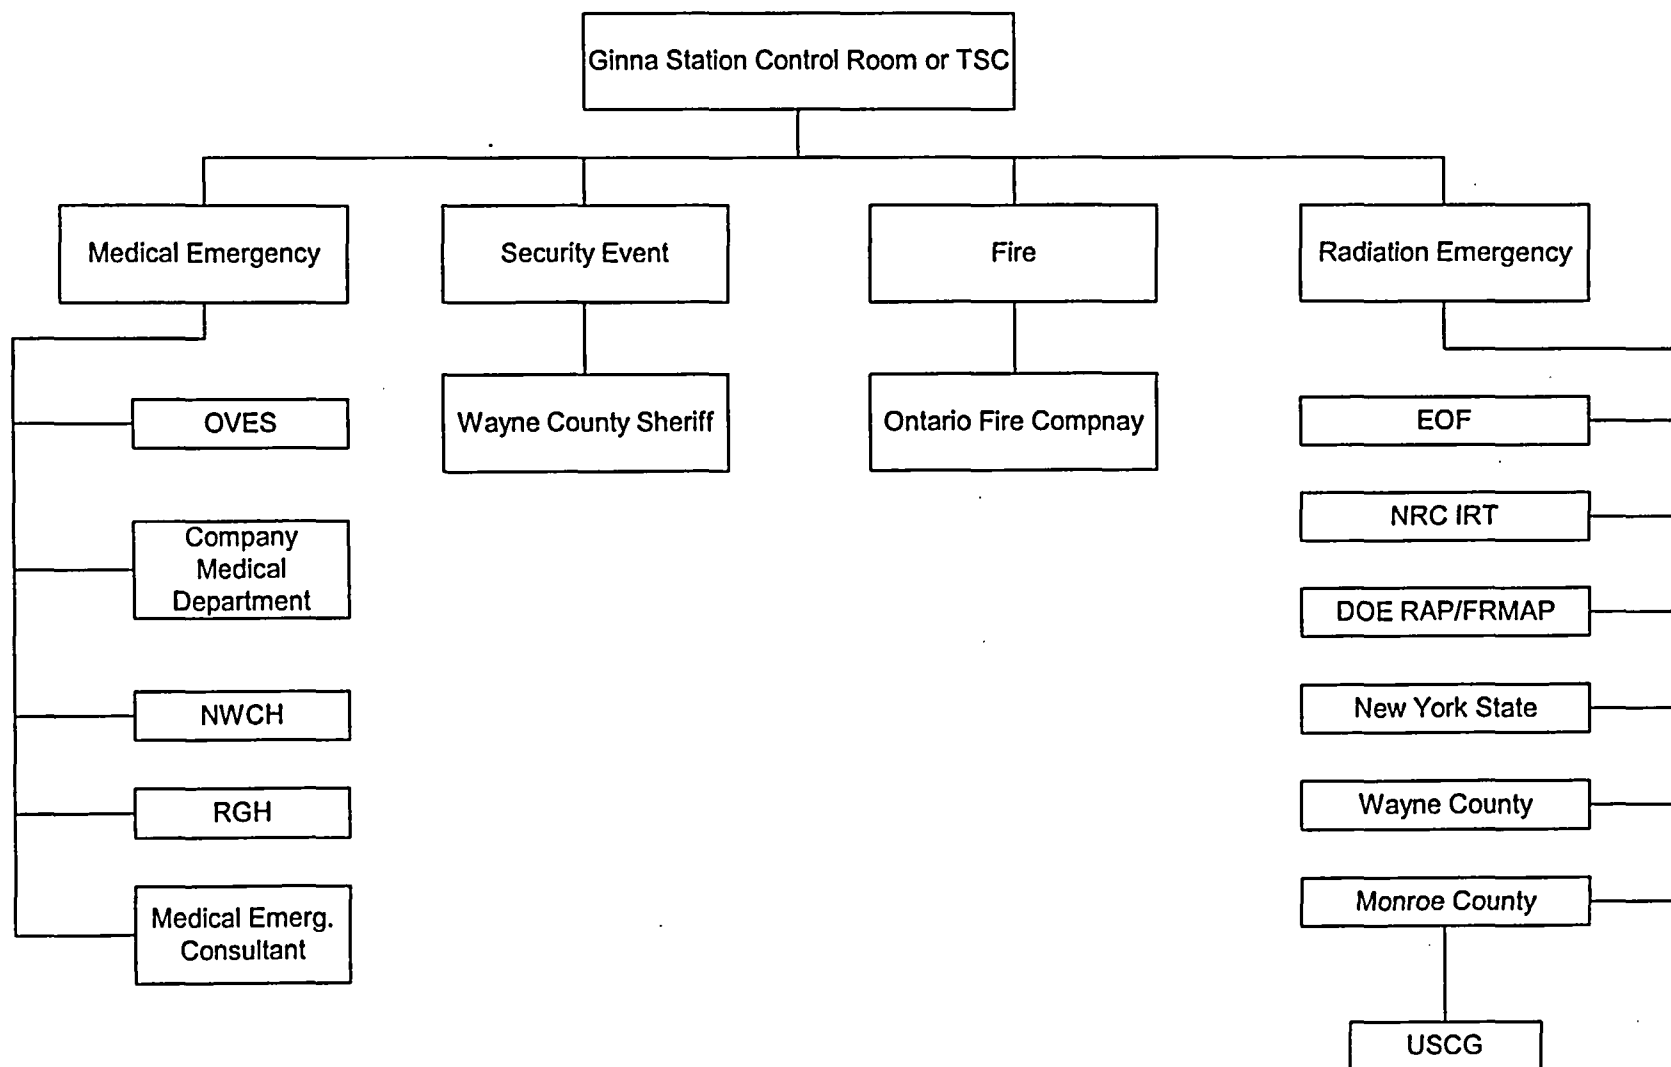 Ginna Station Control Room or TSC
Medical Emergency
Security Event
Fire
Radiation Emergency
OVES
Company
Medical
Department
NWCH
RGH
Medical Emerg.
Consultant
Wayne County Sheriff
Ontario Fire Compnay
EOF
NRC IRT
DOE RAP/FRMAP
New York State
Wayne County
Monroe County
USCG